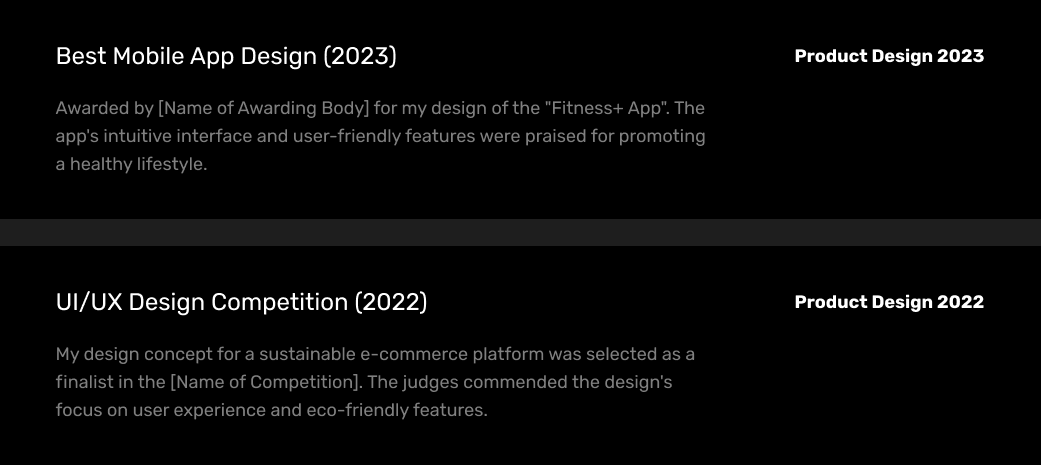 Best Mobile App Design (2023)
Product Design 2023
Awarded by [Name of Awarding Body] for my design of the "Fitness+ App". The
app's intuitive interface and user-friendly features were praised for promoting
a healthy lifestyle.
UI/UX Design Competition (2022)
Product Design 2022
My design concept for a sustainable e-commerce platform was selected as a
finalist in the [Name of Competition]. The judges commended the design's
focus on user experience and eco-friendly features.